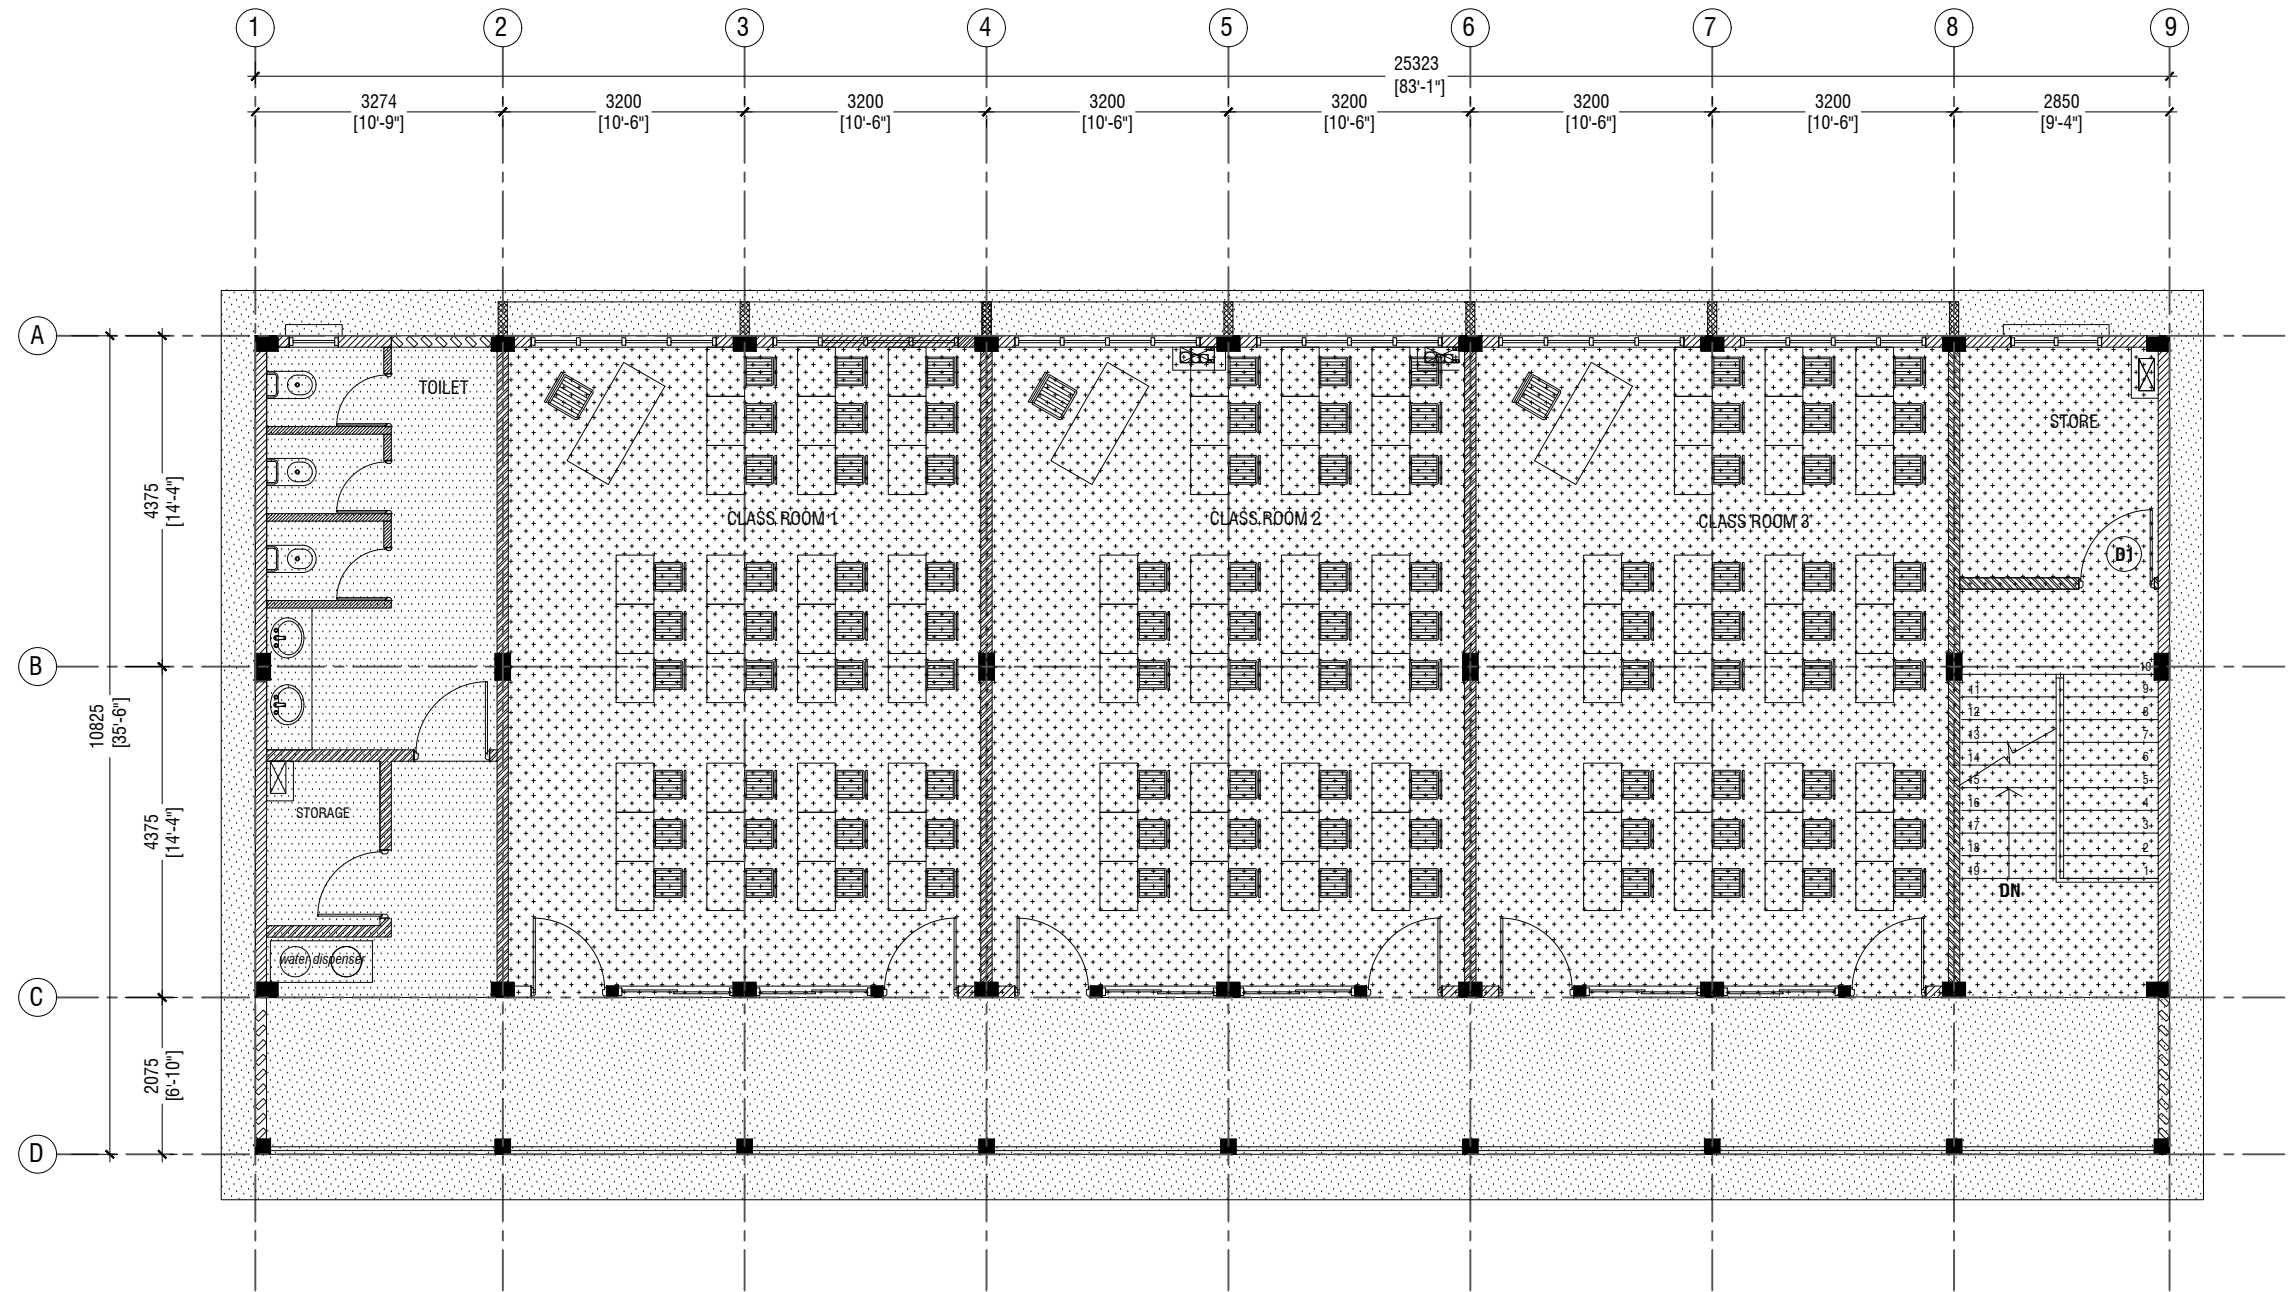 1 2 3 4 5 6 7 8 9
25323
[83'-1"]
3274 3200 3200 3200 3200 3200 3200 2850
[10'-9"] [10'-6"] [10'-6"] [10'-6"] [10'-6"] [10'-6"] [10'-6"] [9'-4"]
A
TOILET
STORE
4375
[14'-4"]
CLASS ROOM 1
CLASS ROOM 2
CLASS ROOM 3
D1
B
10
11 9
12 8
13 7
14 6
15 5
16 4
17 3
18 2
19 1
DN
10825
[35'-6"]
4375
[14'-4"]
STORAGE
water dispenser
C
2075
[6'-10"]
D